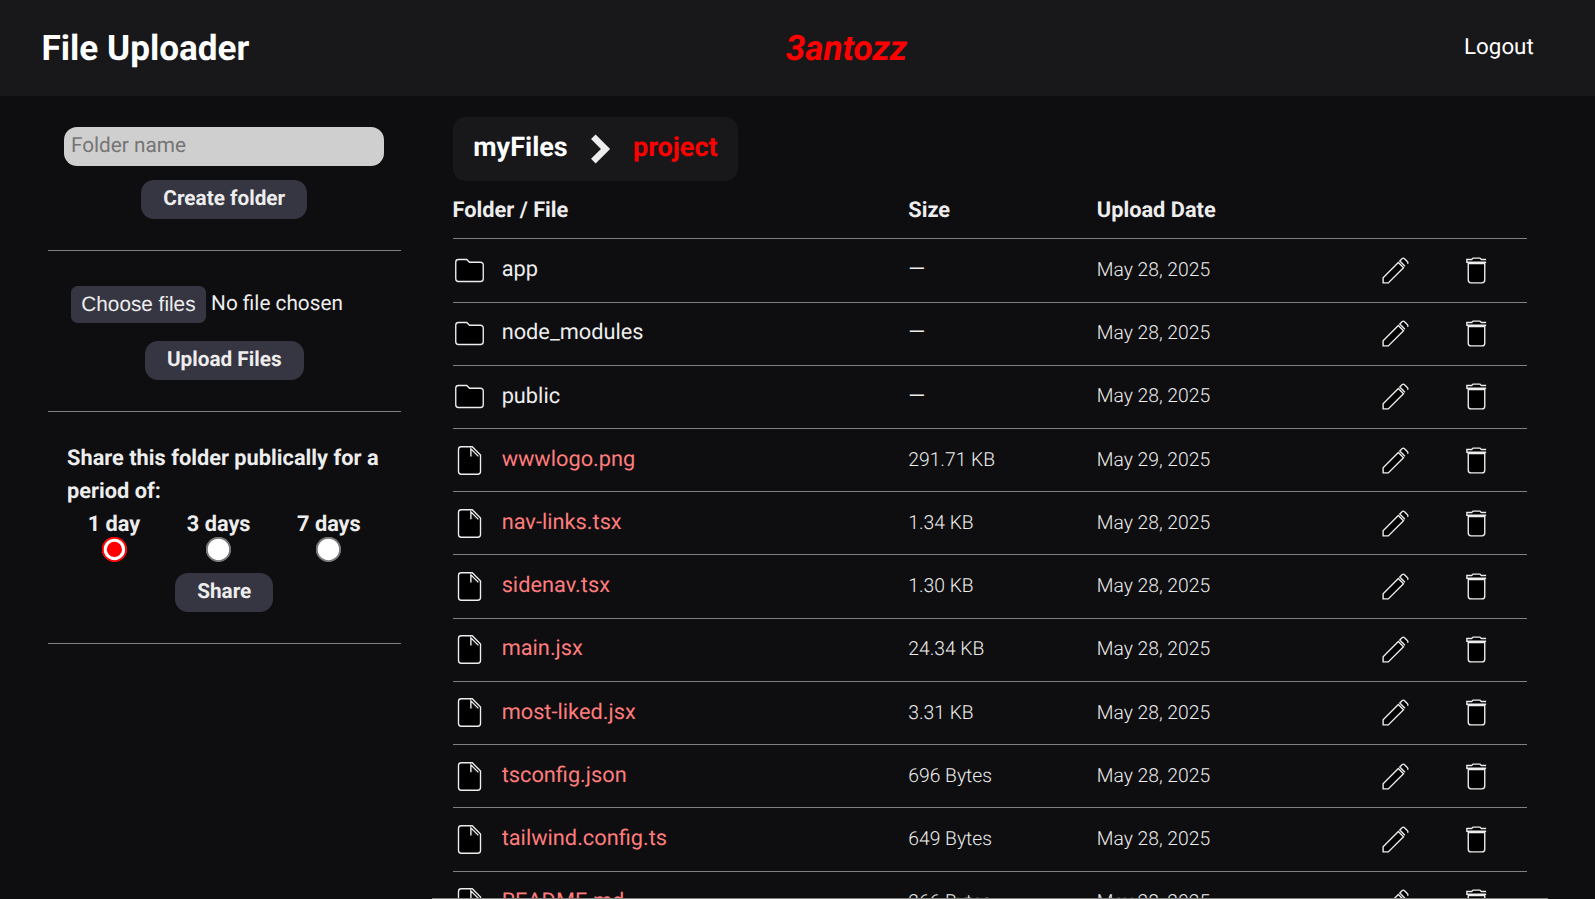 File Uploader
3antozz
Logout
Folder name
Create folder
Choose files No file chosen
Upload Files
Share this folder publically for a
period of:
1 day 3 days 7 days
Share
myFiles project
Folder / File Size Upload Date
app — May 28, 2025
node_modules — May 28, 2025
public — May 28, 2025
wwwlogo.png 291.71 KB May 29, 2025
nav-links.tsx 1.34 KB May 28, 2025
sidenav.tsx 1.30 KB May 28, 2025
main.jsx 24.34 KB May 28, 2025
most-liked.jsx 3.31 KB May 28, 2025
tsconfig.json 696 Bytes May 28, 2025
tailwind.config.ts 649 Bytes May 28, 2025
README.md